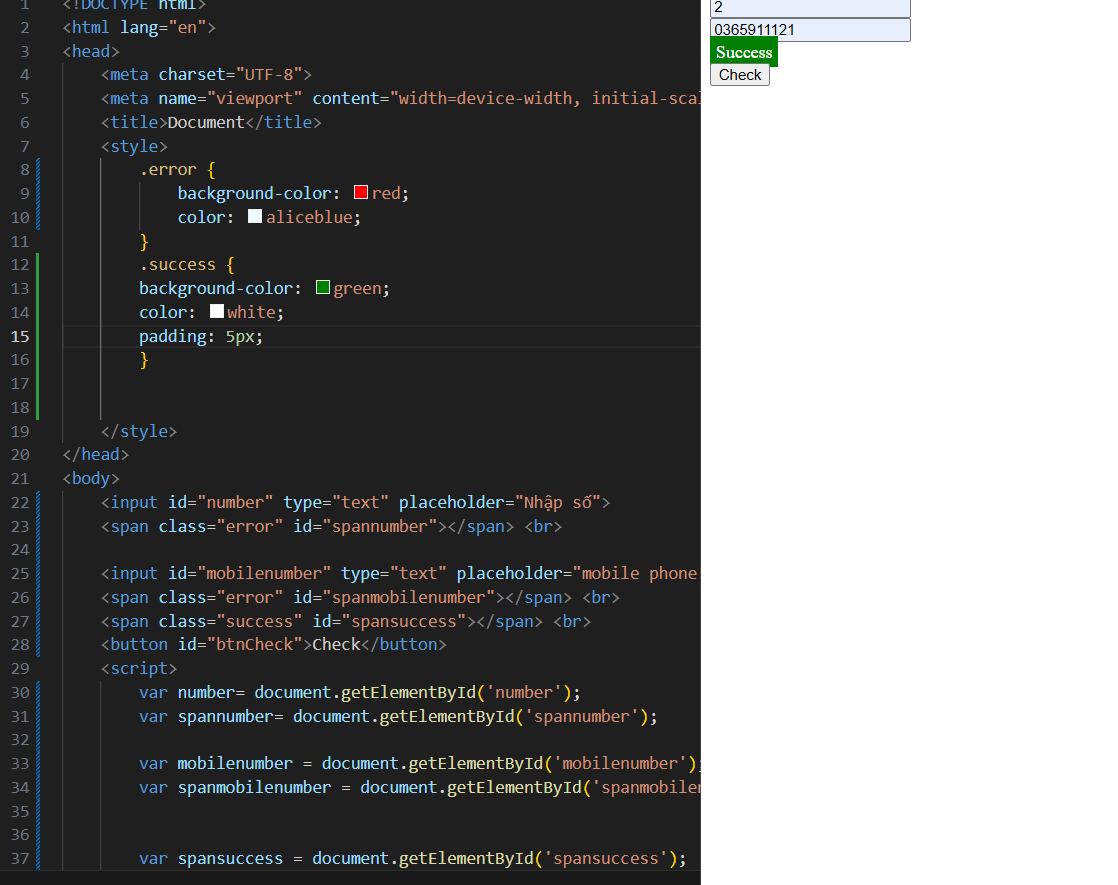 1 <!DOCTYPE html>
2 <html lang="en">
3 <head>
4 <meta charset="UTF-8">
5 <meta name="viewport" content="width=device-width, initial-scal
6 <title>Document</title>
7 <style>
8 .error {
9 background-color: red;
10 color: aliceblue;
11 }
12 .success {
13 background-color: green;
14 color: white;
15 padding: 5px;
16 }
17
18
19 </style>
20 </head>
21 <body>
22 <input id="number" type="text" placeholder="Nhập số">
23 <span class="error" id="spannumber"></span> <br>
24
25 <input id="mobilenumber" type="text" placeholder="mobile phone
26 <span class="error" id="spanmobilenumber"></span> <br>
27 <span class="success" id="spansuccess"></span> <br>
28 <button id="btnCheck">Check</button>
29 <script>
30 var number= document.getElementById('number');
31 var spannumber= document.getElementById('spannumber');
32
33 var mobilenumber = document.getElementById('mobilenumber');
34 var spanmobilenumber = document.getElementById('spanmobilen
35
36
37 var spansuccess = document.getElementById('spansuccess');
2
0365911121
Success
Check